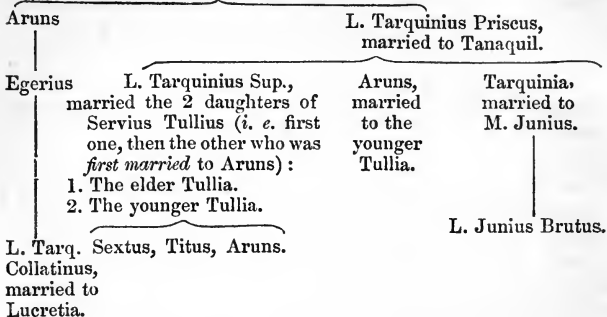 Aruns
L. Tarquinius Priscus,
married to Tanaquil.
Egerius
L. Tarquinius Sup.,
married the 2 daughters of
Servius Tullius (i. e. first
one, then the other who was
first married to Aruns) :
1. The elder Tullia.
2. The younger Tullia.
Aruns,
married
to the
younger
Tullia.
Tarquinia,
married to
M. Junius.
L. Junius Brutus.
L. Tarq.
Collatinus,
married to
Lucretia.
Sextus, Titus, Aruns.